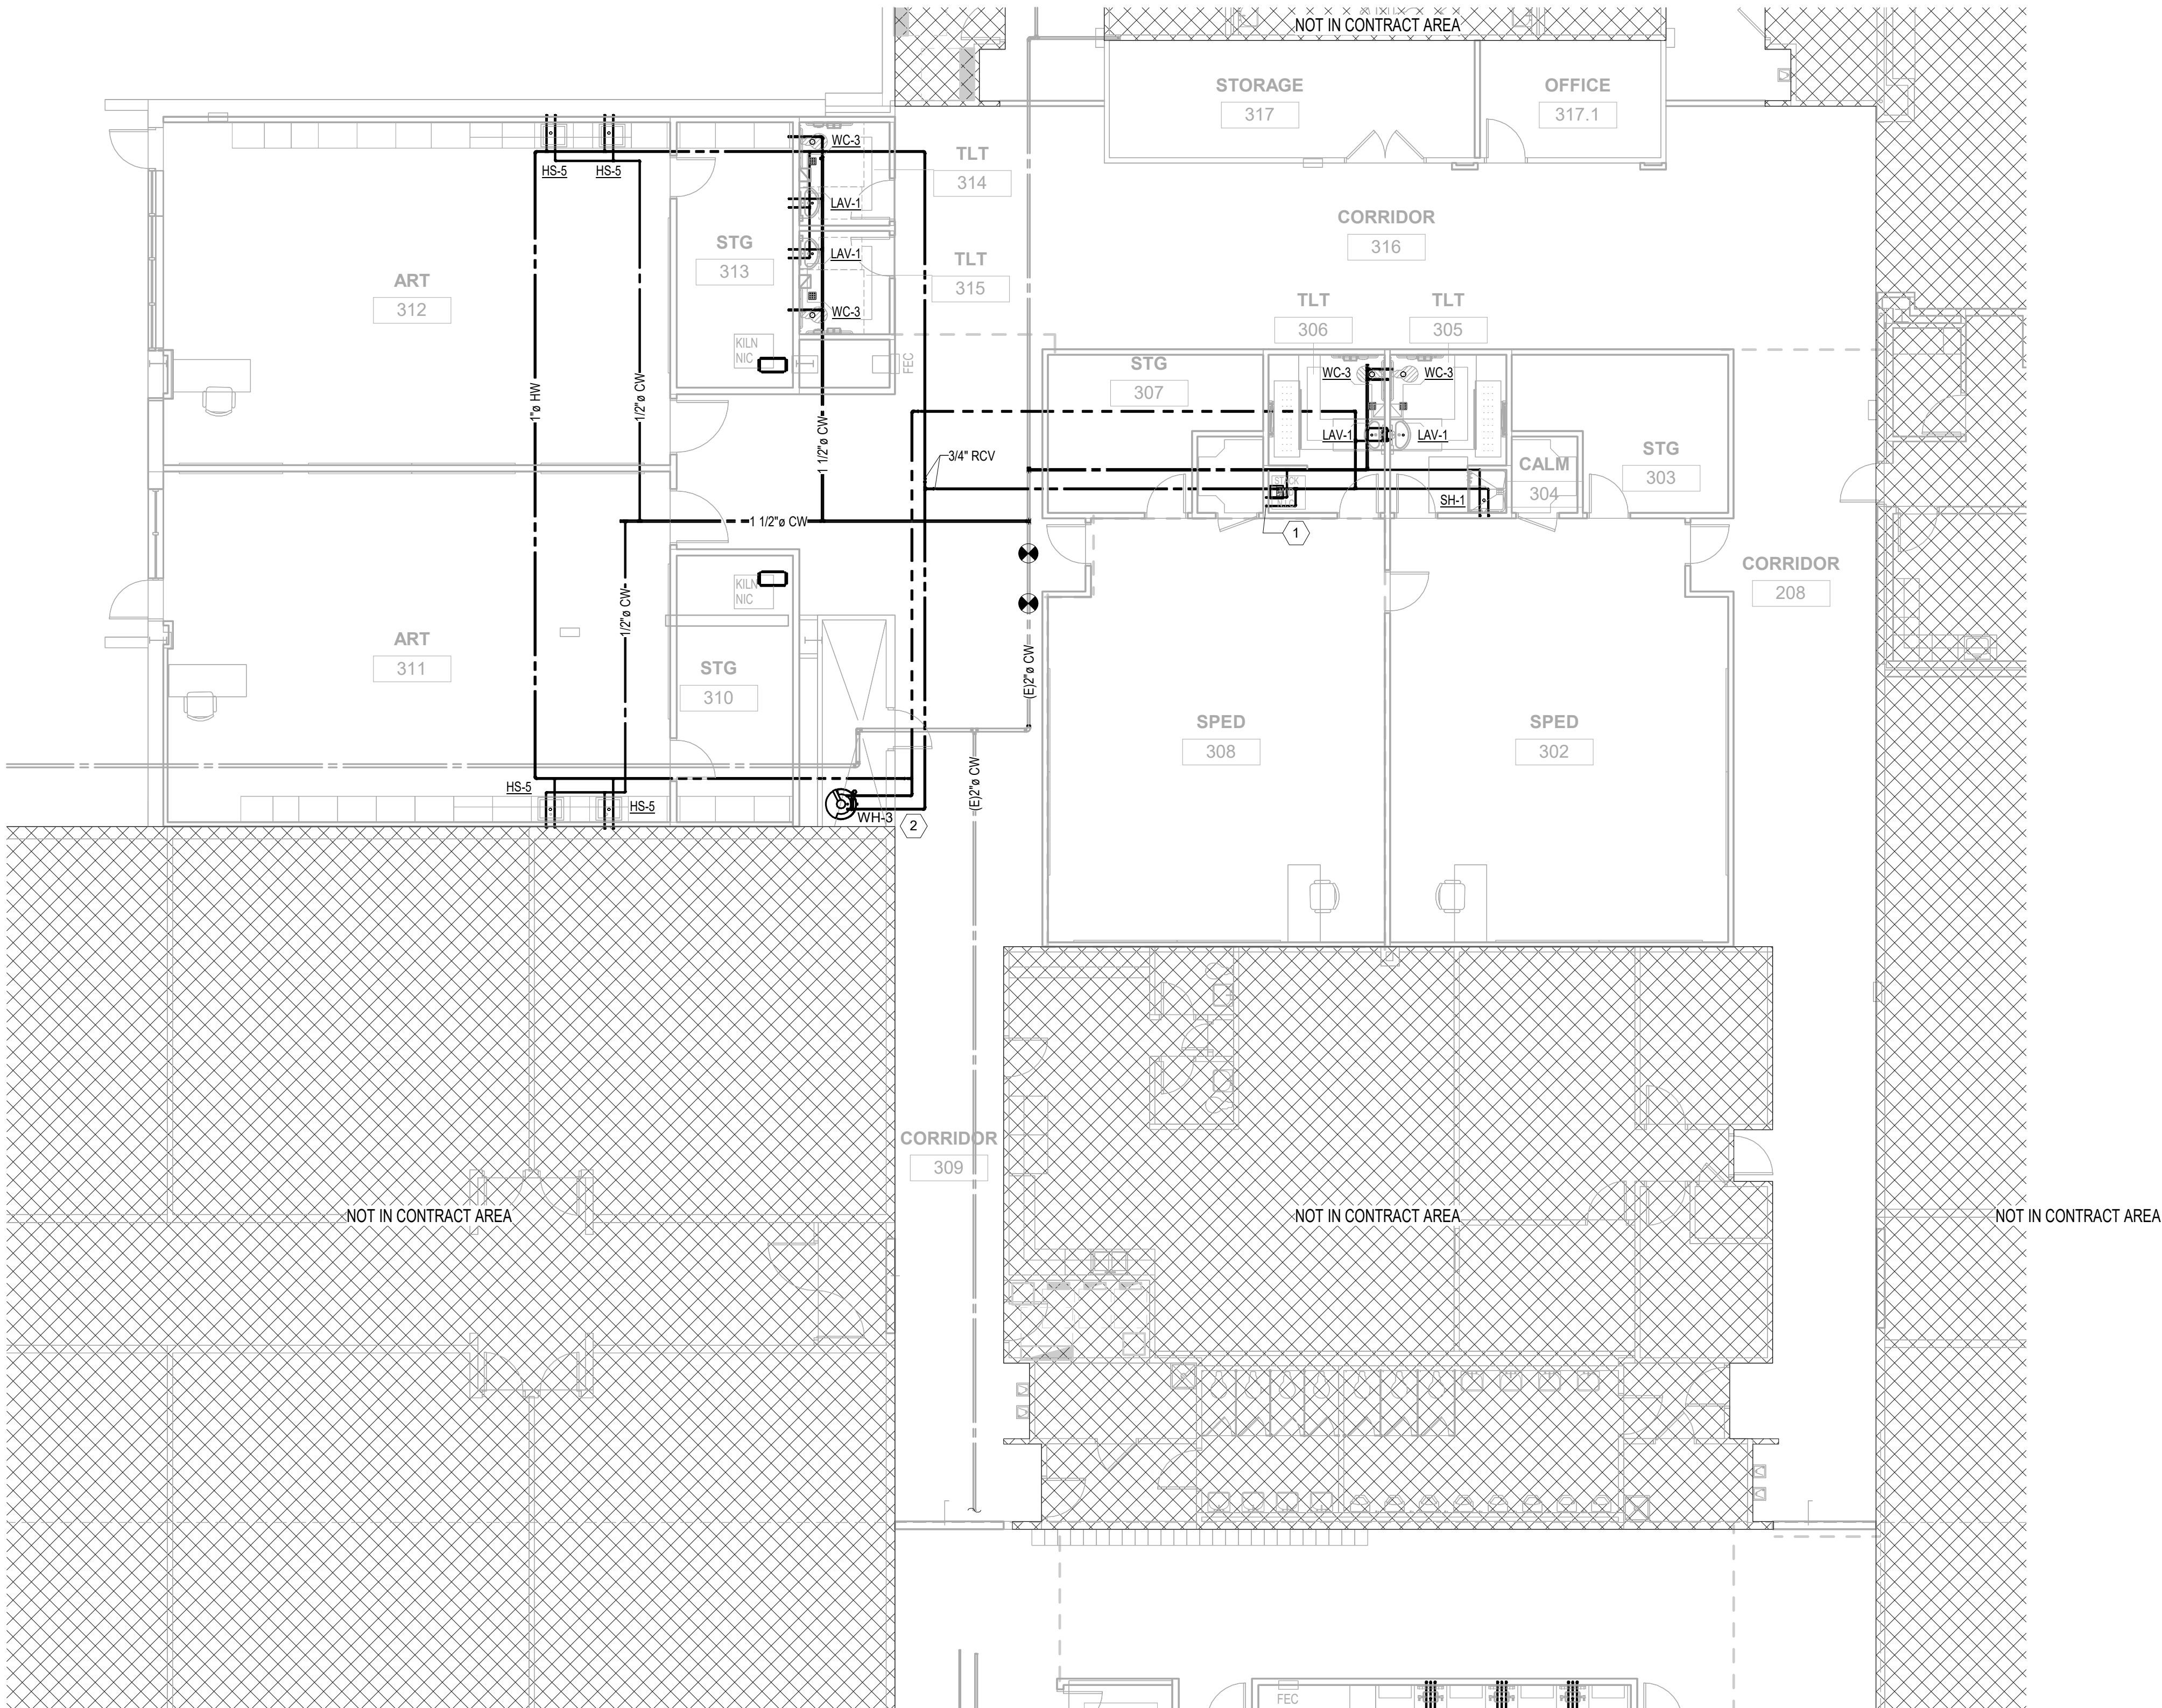 NOT IN CONTRACT AREA
STORAGE
317
OFFICE
317.1
WC-3
HS-5
HS-5
TLT
314
LAV-1
CORRIDOR
316
STG
313
LAV-1
TLT
315
ART
312
WC-3
TLT
306
TLT
305
KILN
NIC
FEC
STG
307
WC-3
WC-3
1"ø HW
1/2"ø CW
1 1/2"ø CW
LAV-1
LAV-1
3/4" RCV
CALM
304
STG
303
SH-1
1 1/2"ø CW
1
KILN
NIC
CORRIDOR
208
1/2"ø CW
ART
311
STG
310
(E)2"ø CW
SPED
308
SPED
302
(E)2"ø CW
HS-5
HS-5
WH-3
2
CORRIDOR
309
NOT IN CONTRACT AREA
NOT IN CONTRACT AREA
NOT IN CONTRACT AREA
FEC